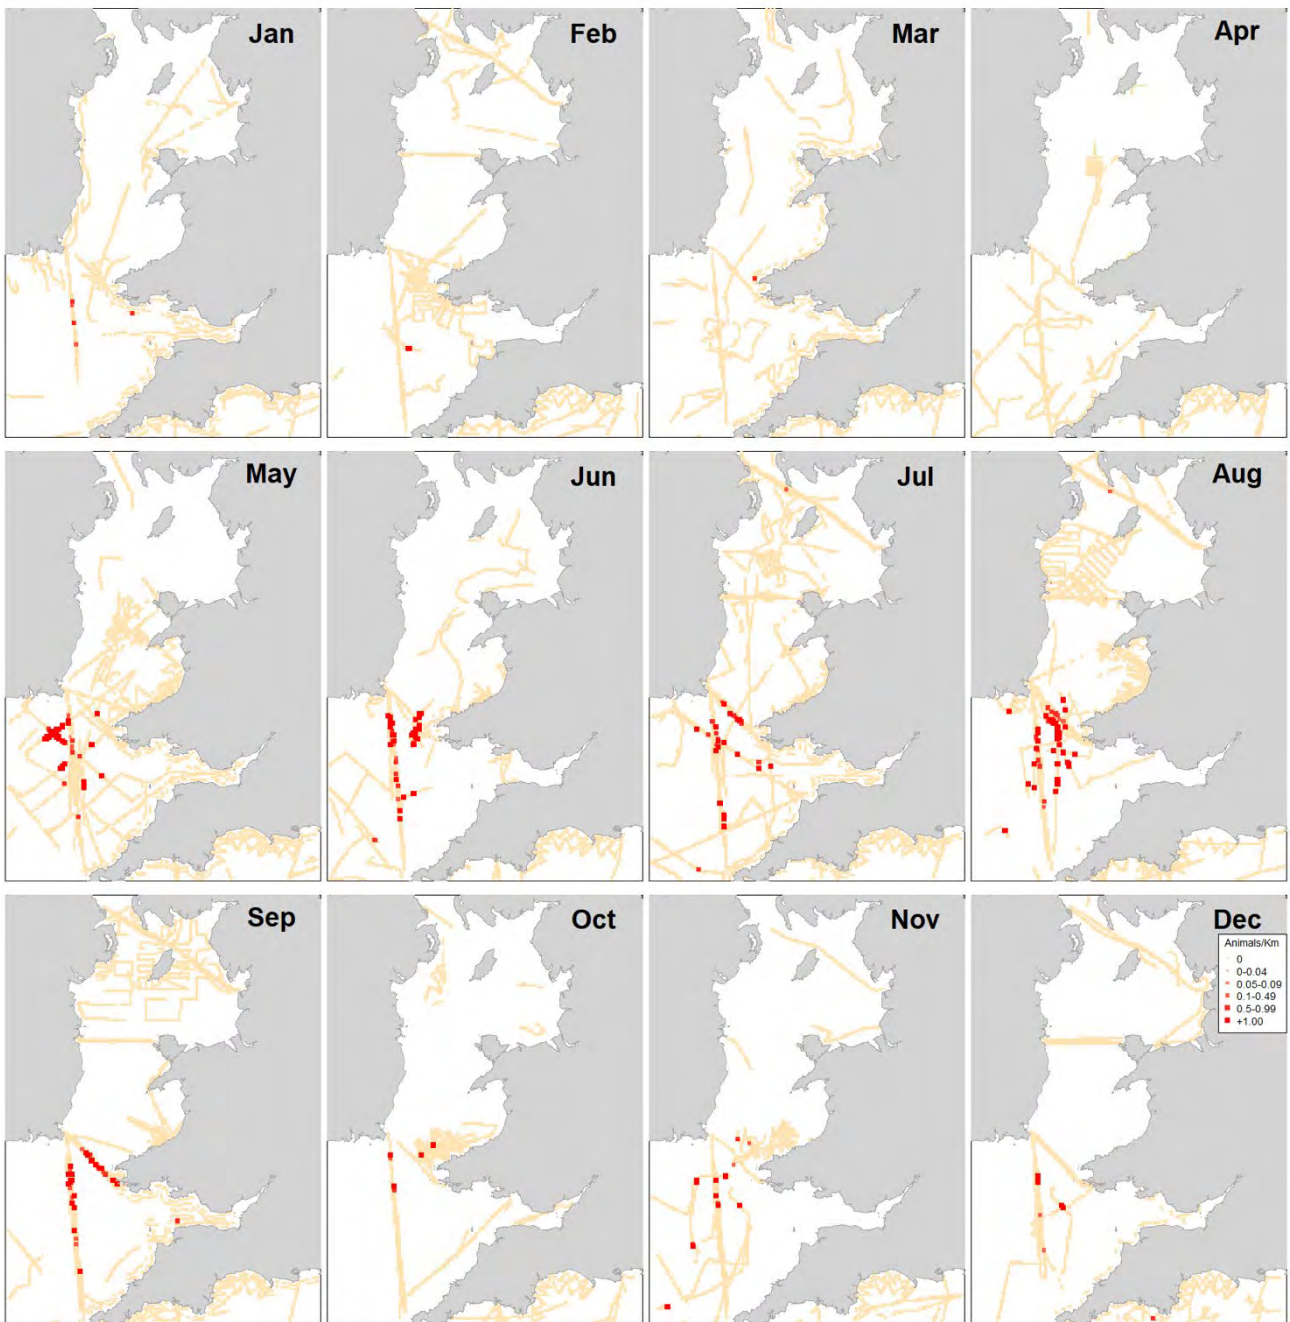 Jan
Feb
Mar
Apr
May
Jun
Jul
Aug
Sep
Oct
Nov
Dec
Animals/Km
0
0-0.04
0.05-0.09
0.1-0.49
0.5-0.99
+1.00